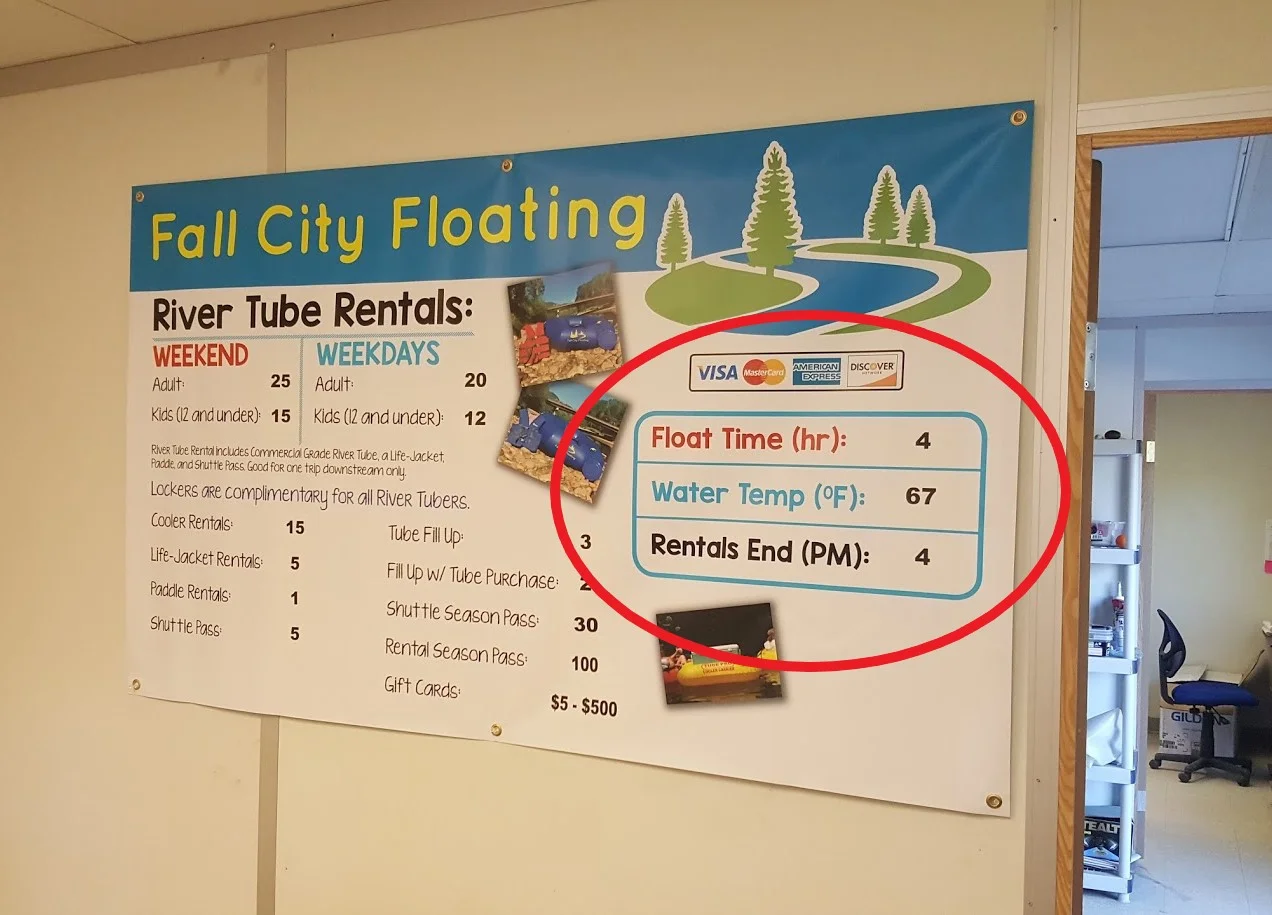 Fall City Floating
River Tube Rentals:
WEEKEND
Adult: 25
Kids (12 and under): 15
WEEKDAYS
Adult: 20
Kids (12 and under): 12
River Tube Rental Includes Commercial Grade River Tube, a Life-Jacket,
Paddle, and Shuttle Pass. Good for one trip downstream only.
Lockers are complimentary for all River Tubers.
Cooler Rentals: 15
Life-Jacket Rentals: 5
Paddle Rentals: 1
Shuttle Pass: 5
Tube Fill Up: 3
Fill Up w/ Tube Purchase: 2
Shuttle Season Pass: 30
Rental Season Pass: 100
Gift Cards: $5 - $500
VISA MasterCard AMERICAN EXPRESS DISCOVER NETWORK
Float Time (hr): 4
Water Temp (ºF): 67
Rentals End (PM): 4